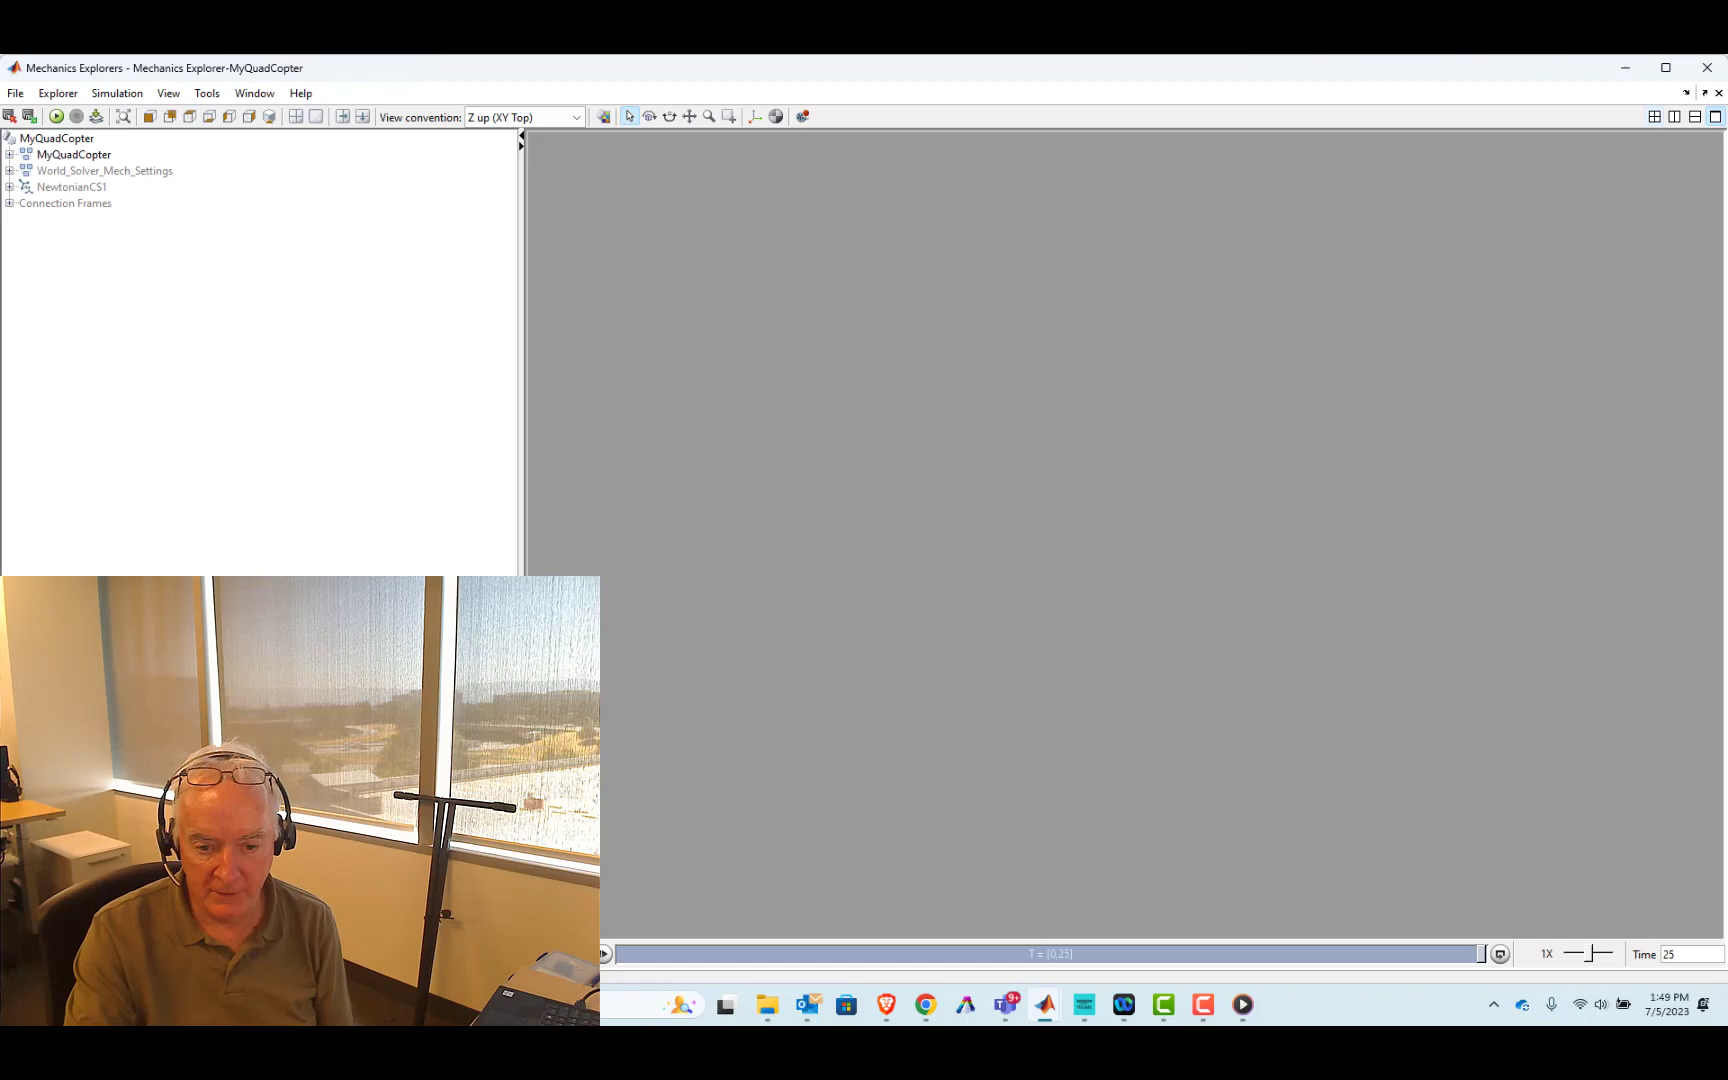 Mechanics Explorers - Mechanics Explorer-MyQuadCopter
File Explorer Simulation View Tools Window Help
View convention: Z up (XY Top)
MyQuadCopter
MyQuadCopter
World_Solver_Mech_Settings
NewtonianCS1
Connection Frames
T = [0,25]
1X
Time 25
9+
1:49 PM
7/5/2023